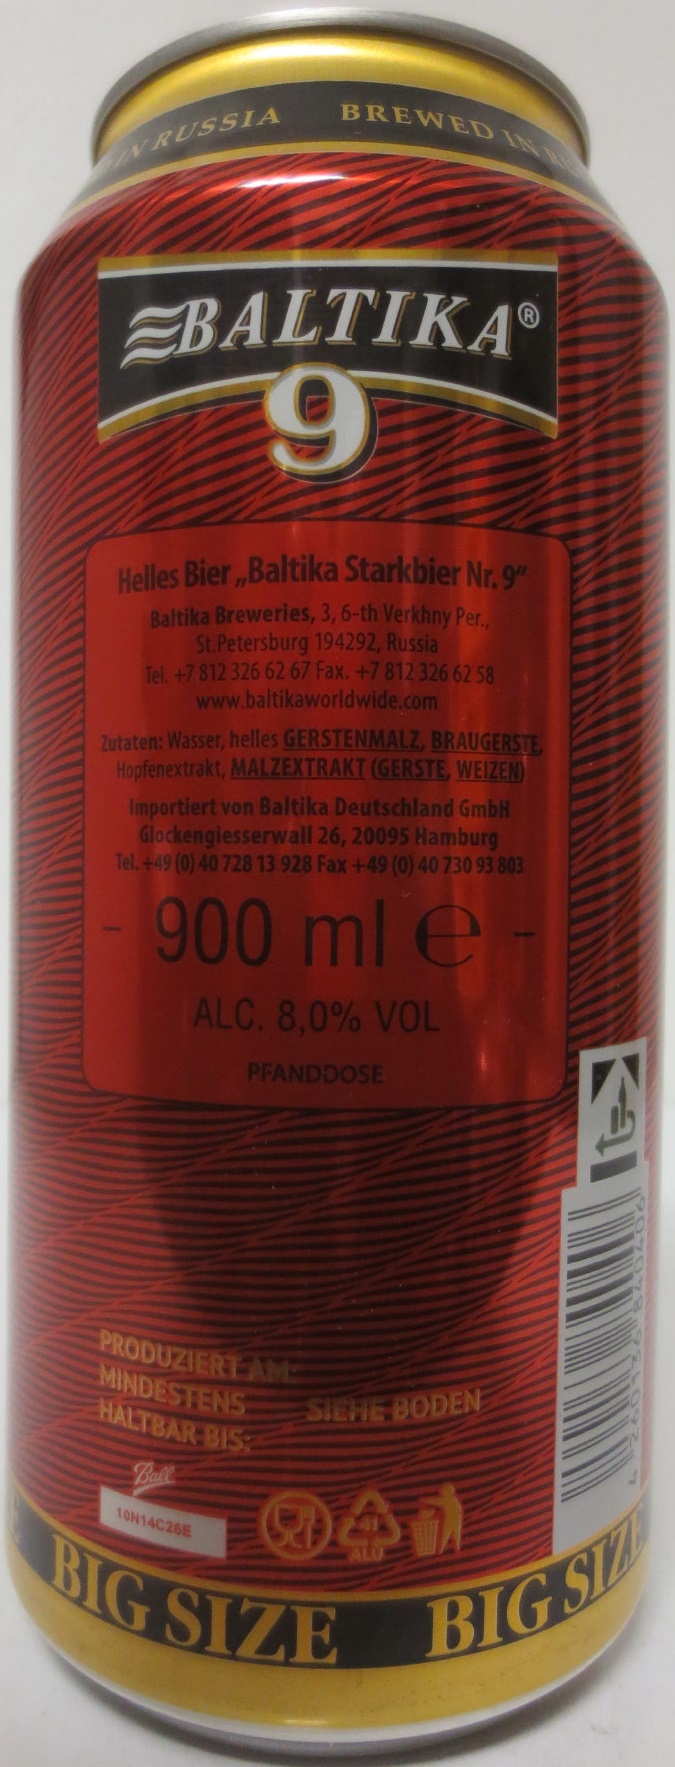 IN RUSSIA BREWED IN
BALTIKA®
9
Helles Bier „Baltika Starkbier Nr. 9“
Baltika Breweries, 3, 6-th Verkhny Per.,
St.Petersburg 194292, Russia
Tel. +7 812 326 62 67 Fax. +7 812 326 62 58
www.baltikaworldwide.com
Zutaten: Wasser, helles GERSTENMALZ, BRAUGERSTE,
Hopfenextrakt, MALZEXTRAKT (GERSTE, WEIZEN)
Importiert von Baltika Deutschland GmbH
Glockengiesserwall 26, 20095 Hamburg
Tel. +49 (0) 40 728 13 928 Fax +49 (0) 40 730 93 803
- 900 ml e -
ALC. 8,0% VOL
PFANDDOSE
4 260136 840406
PRODUZIERT AM:
MINDESTENS SIEHE BODEN
HALTBAR BIS:
Ball
10N14C26E
41
ALU
BIG SIZE BIG SIZE